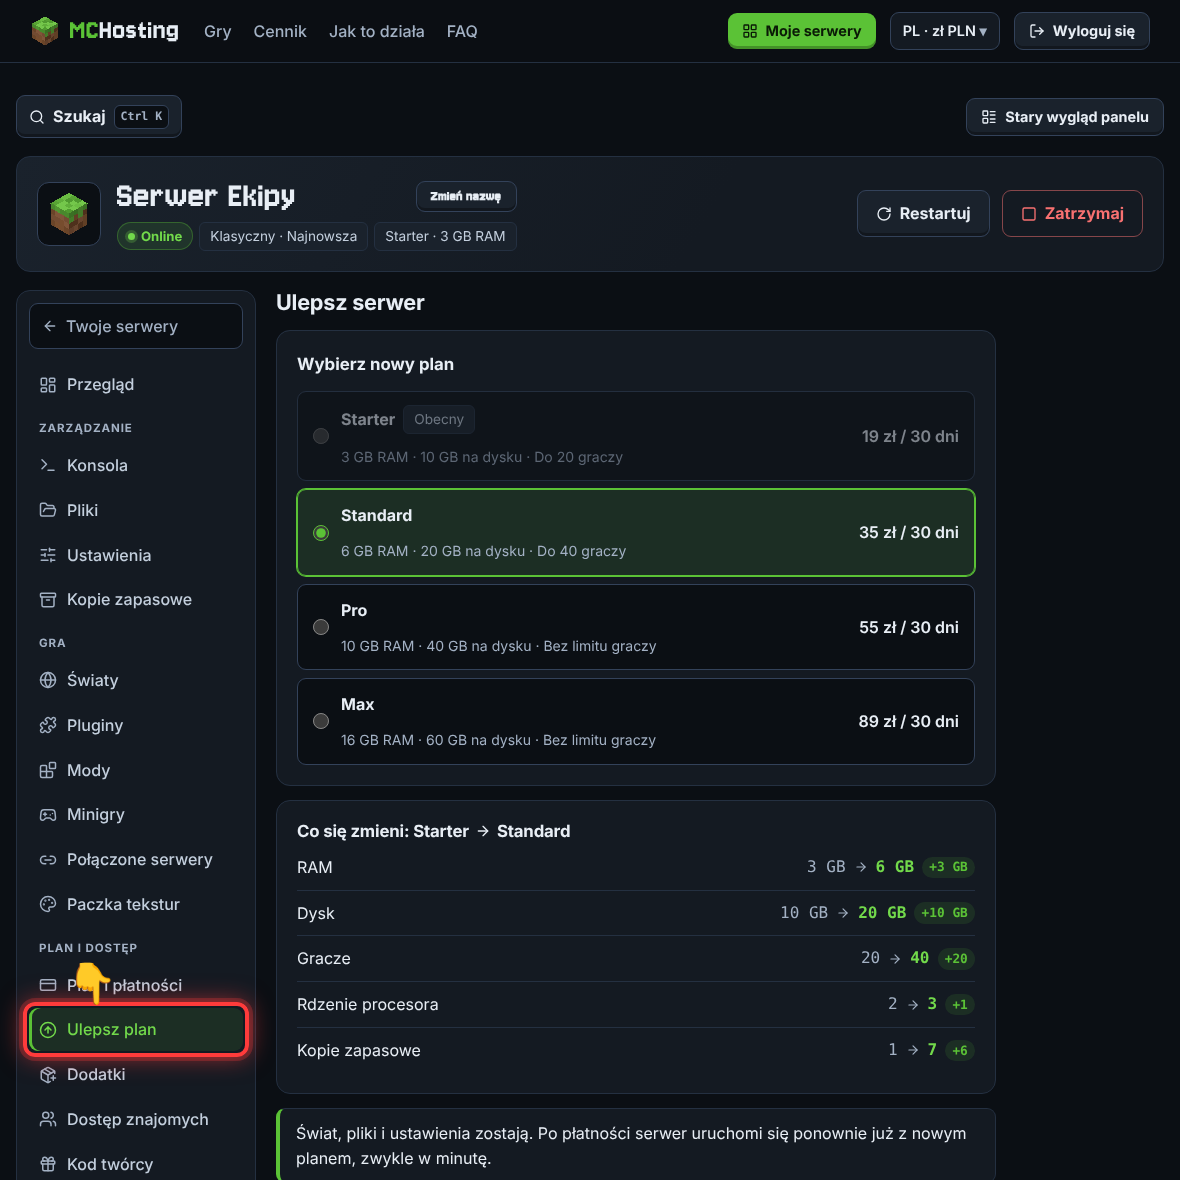 MCHosting
Gry
Cennik
Jak to działa
FAQ
Moje serwery
PL · zł PLN ▾
Wyloguj się
Szukaj
Ctrl K
Stary wygląd panelu
Serwer Ekipy
Zmień nazwę
Online
Klasyczny · Najnowsza
Starter · 3 GB RAM
Restartuj
Zatrzymaj
← Twoje serwery
Przegląd
ZARZĄDZANIE
Konsola
Pliki
Ustawienia
Kopie zapasowe
GRA
Światy
Pluginy
Mody
Minigry
Połączone serwery
Paczka tekstur
PLAN I DOSTĘP
płatności
Ulepsz plan
Dodatki
Dostęp znajomych
Kod twórcy
Ulepsz serwer
Wybierz nowy plan
Starter Obecny
3 GB RAM · 10 GB na dysku · Do 20 graczy
19 zł / 30 dni
Standard
6 GB RAM · 20 GB na dysku · Do 40 graczy
35 zł / 30 dni
Pro
10 GB RAM · 40 GB na dysku · Bez limitu graczy
55 zł / 30 dni
Max
16 GB RAM · 60 GB na dysku · Bez limitu graczy
89 zł / 30 dni
Co się zmieni: Starter → Standard
RAM 3 GB → 6 GB +3 GB
Dysk 10 GB → 20 GB +10 GB
Gracze 20 → 40 +20
Rdzenie procesora 2 → 3 +1
Kopie zapasowe 1 → 7 +6
Świat, pliki i ustawienia zostają. Po płatności serwer uruchomi się ponownie już z nowym
planem, zwykle w minutę.